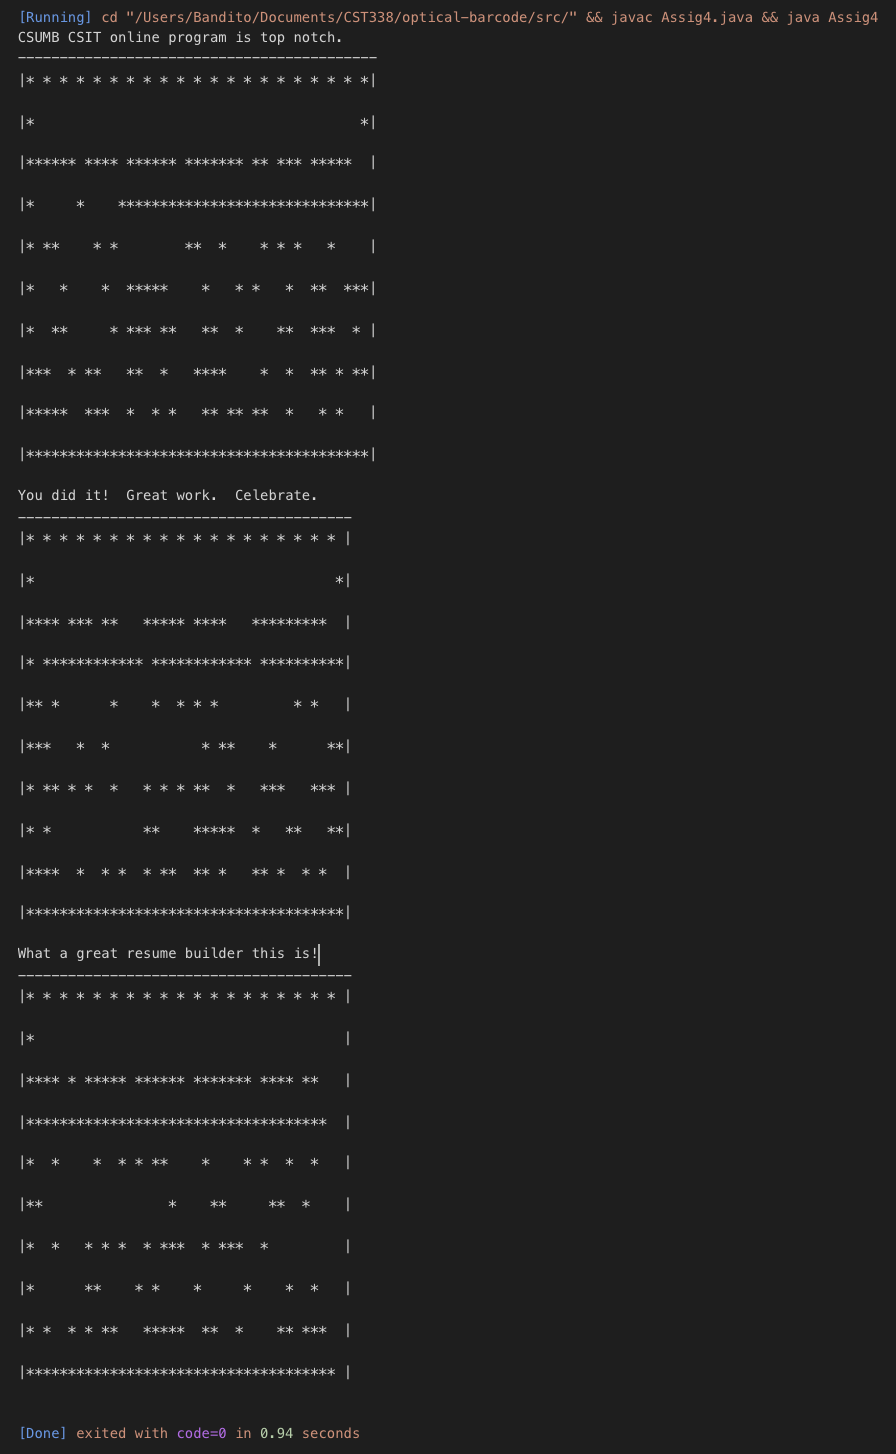 [Running] cd "/Users/Bandito/Documents/CST338/optical-barcode/src/" && javac Assig4.java && java Assig4
CSUMB CSIT online program is top notch.
-------------------------------------------
|* * * * * * * * * * * * * * * * * * * * *|
|*                                       *|
|****** **** ****** ******* ** *** *****  |
|*     *    ******************************|
|* **    * *        **  *    * * *   *    |
|*   *    *  *****    *   * *   *  **  ***|
|*  **     * *** **   **  *    **  ***  * |
|***  * **   **  *   ****    *  *  ** * **|
|*****  ***  *  * *   ** ** **  *   * *   |
|*****************************************|
You did it!  Great work.  Celebrate.
----------------------------------------
|* * * * * * * * * * * * * * * * * * * |
|*                                    *|
|**** *** **   ***** ****   *********  |
|* ************ ************ **********|
|** *      *    *  * * *         * *   |
|***   *  *           * **    *      **|
|* ** * *  *   * * * **  *   ***   *** |
|* *           **    *****  *   **   **|
|****  *  * *  * **  ** *   ** *  * *  |
|**************************************|
What a great resume builder this is!
----------------------------------------
|* * * * * * * * * * * * * * * * * * * |
|*                                     |
|**** * ***** ****** ******* **** **   |
|************************************  |
|*  *    *  * * **    *    * *  *  *   |
|**               *    **     **  *    |
|*  *   * * *  * ***  * ***  *         |
|*      **    * *    *     *    *  *   |
|* *  * * **   *****  **  *    ** ***  |
|************************************* |
[Done] exited with code=0 in 0.94 seconds